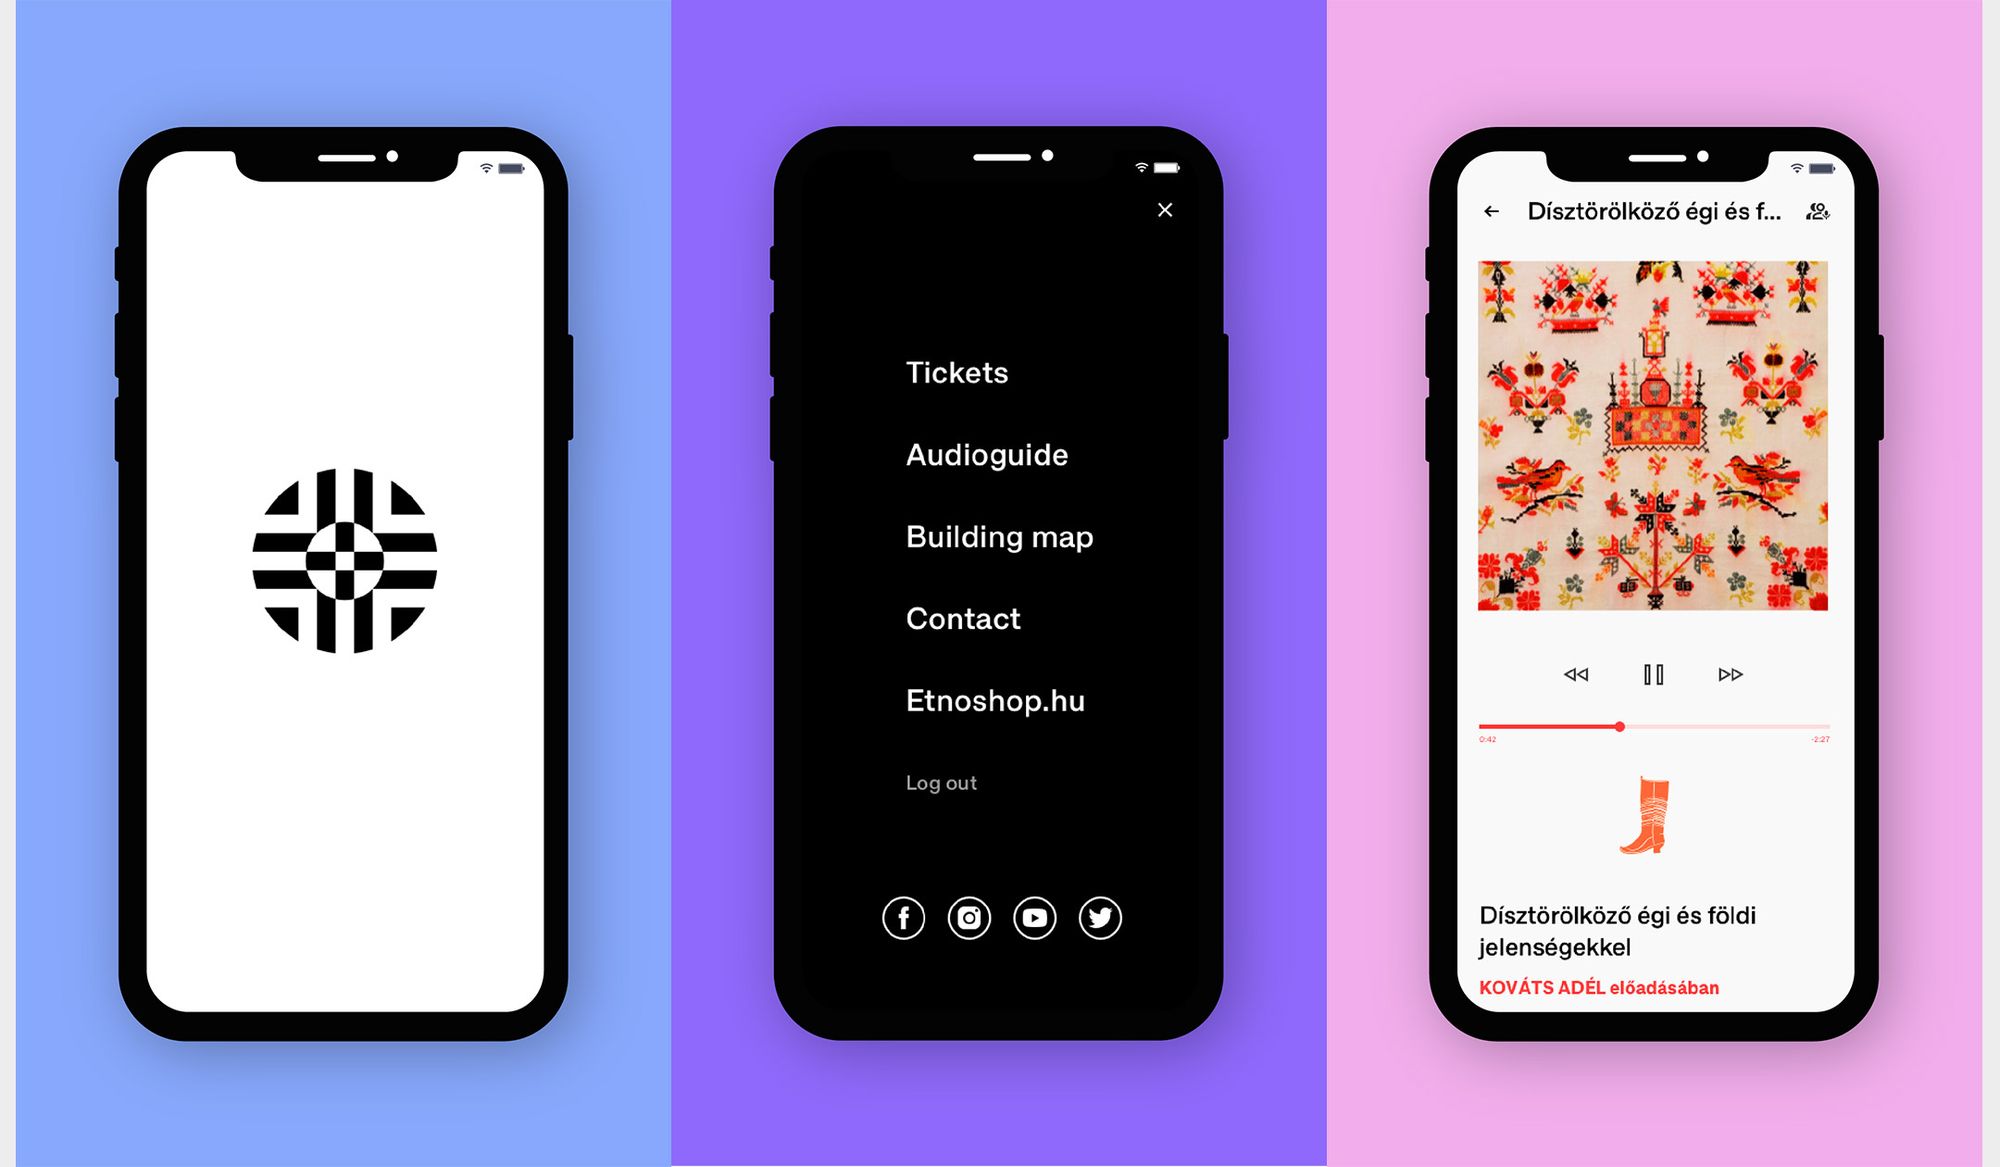 Tickets
Audioguide
Building map
Contact
Etnoshop.hu
Log out
Dísztörölköző égi és f...
0:42
-2:27
Dísztörölköző égi és földi
jelenségekkel
KOVÁTS ADÉL előadásában